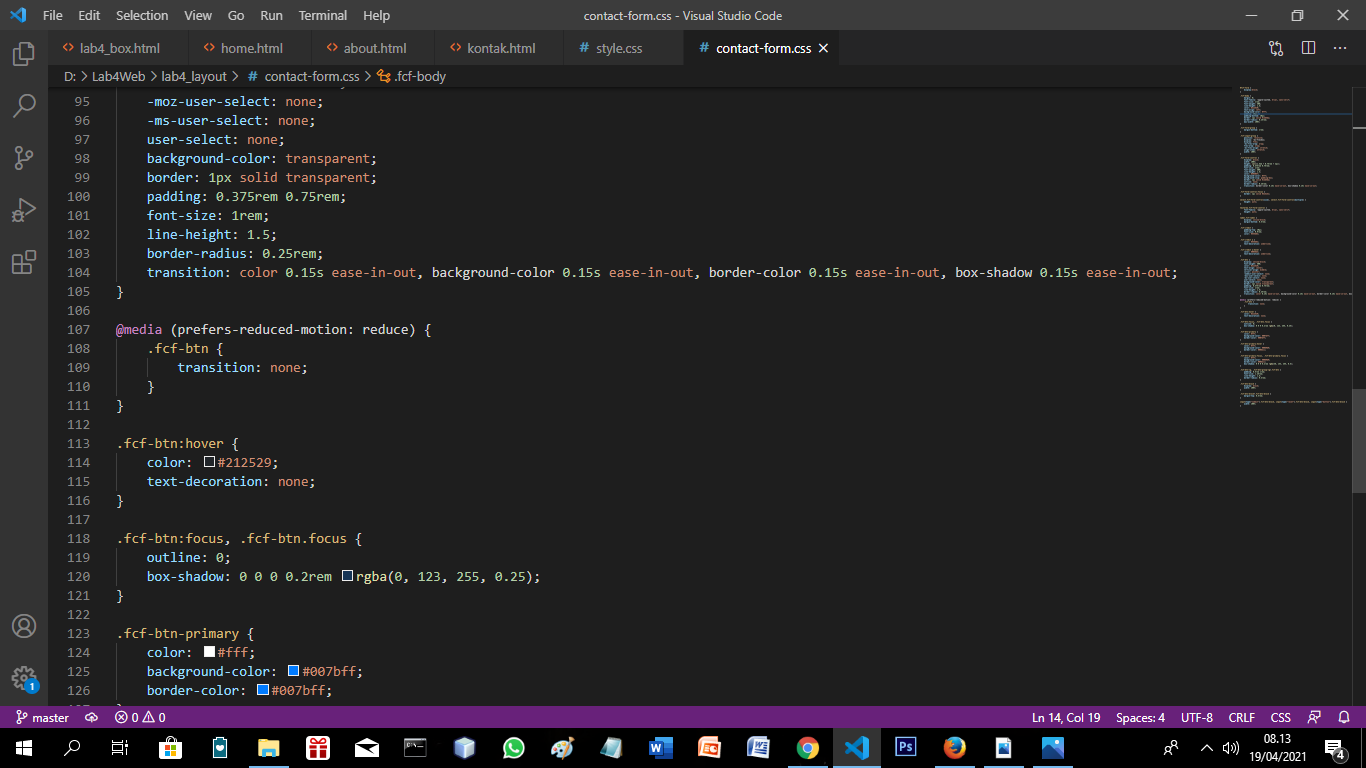 File Edit Selection View Go Run Terminal Help contact-form.css - Visual Studio Code
lab4_box.html home.html about.html kontak.html # style.css # contact-form.css
D: > Lab4Web > lab4_layout > # contact-form.css > .fcf-body
95 -moz-user-select: none;
96 -ms-user-select: none;
97 user-select: none;
98 background-color: transparent;
99 border: 1px solid transparent;
100 padding: 0.375rem 0.75rem;
101 font-size: 1rem;
102 line-height: 1.5;
103 border-radius: 0.25rem;
104 transition: color 0.15s ease-in-out, background-color 0.15s ease-in-out, border-color 0.15s ease-in-out, box-shadow 0.15s ease-in-out;
105 }
106
107 @media (prefers-reduced-motion: reduce) {
108 .fcf-btn {
109 transition: none;
110 }
111 }
112
113 .fcf-btn:hover {
114 color: #212529;
115 text-decoration: none;
116 }
117
118 .fcf-btn:focus, .fcf-btn.focus {
119 outline: 0;
120 box-shadow: 0 0 0 0.2rem rgba(0, 123, 255, 0.25);
121 }
122
123 .fcf-btn-primary {
124 color: #fff;
125 background-color: #007bff;
126 border-color: #007bff;
1
master 0 0 Ln 14, Col 19 Spaces: 4 UTF-8 CRLF CSS
08.13
19/04/2021
4